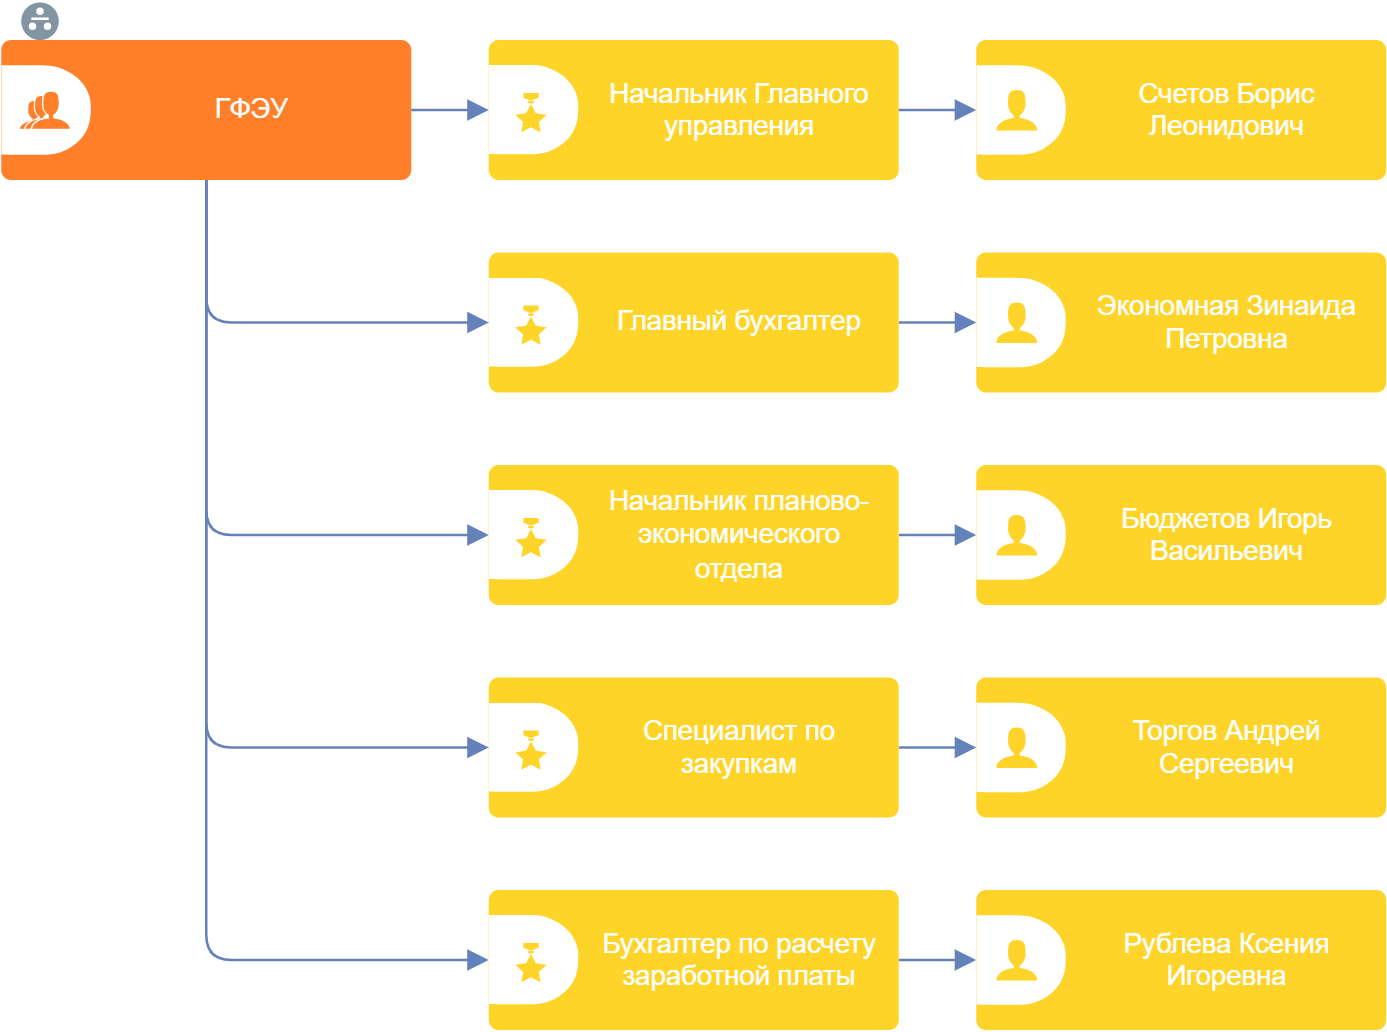 ГФЭУ
Начальник Главного
управления
Счетов Борис
Леонидович
Главный бухгалтер
Экономная Зинаида
Петровна
Начальник планово-
экономического
отдела
Бюджетов Игорь
Васильевич
Специалист по
закупкам
Торгов Андрей
Сергеевич
Бухгалтер по расчету
заработной платы
Рублева Ксения
Игоревна